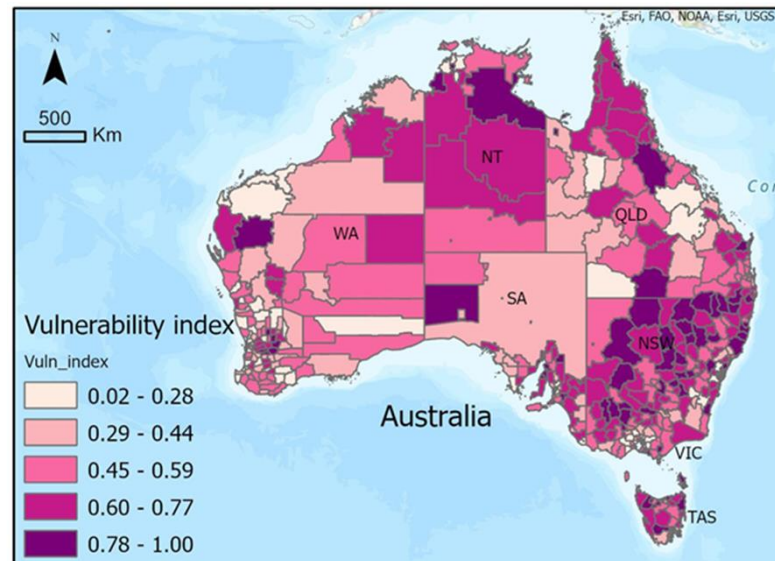 Esri, FAO, NOAA, Esri, USGS
N
500
Km
NT
QLD
WA
SA
NSW
Vulnerability index
Vuln_index
0.02 - 0.28
0.29 - 0.44
0.45 - 0.59
0.60 - 0.77
0.78 - 1.00
Australia
VIC
TAS